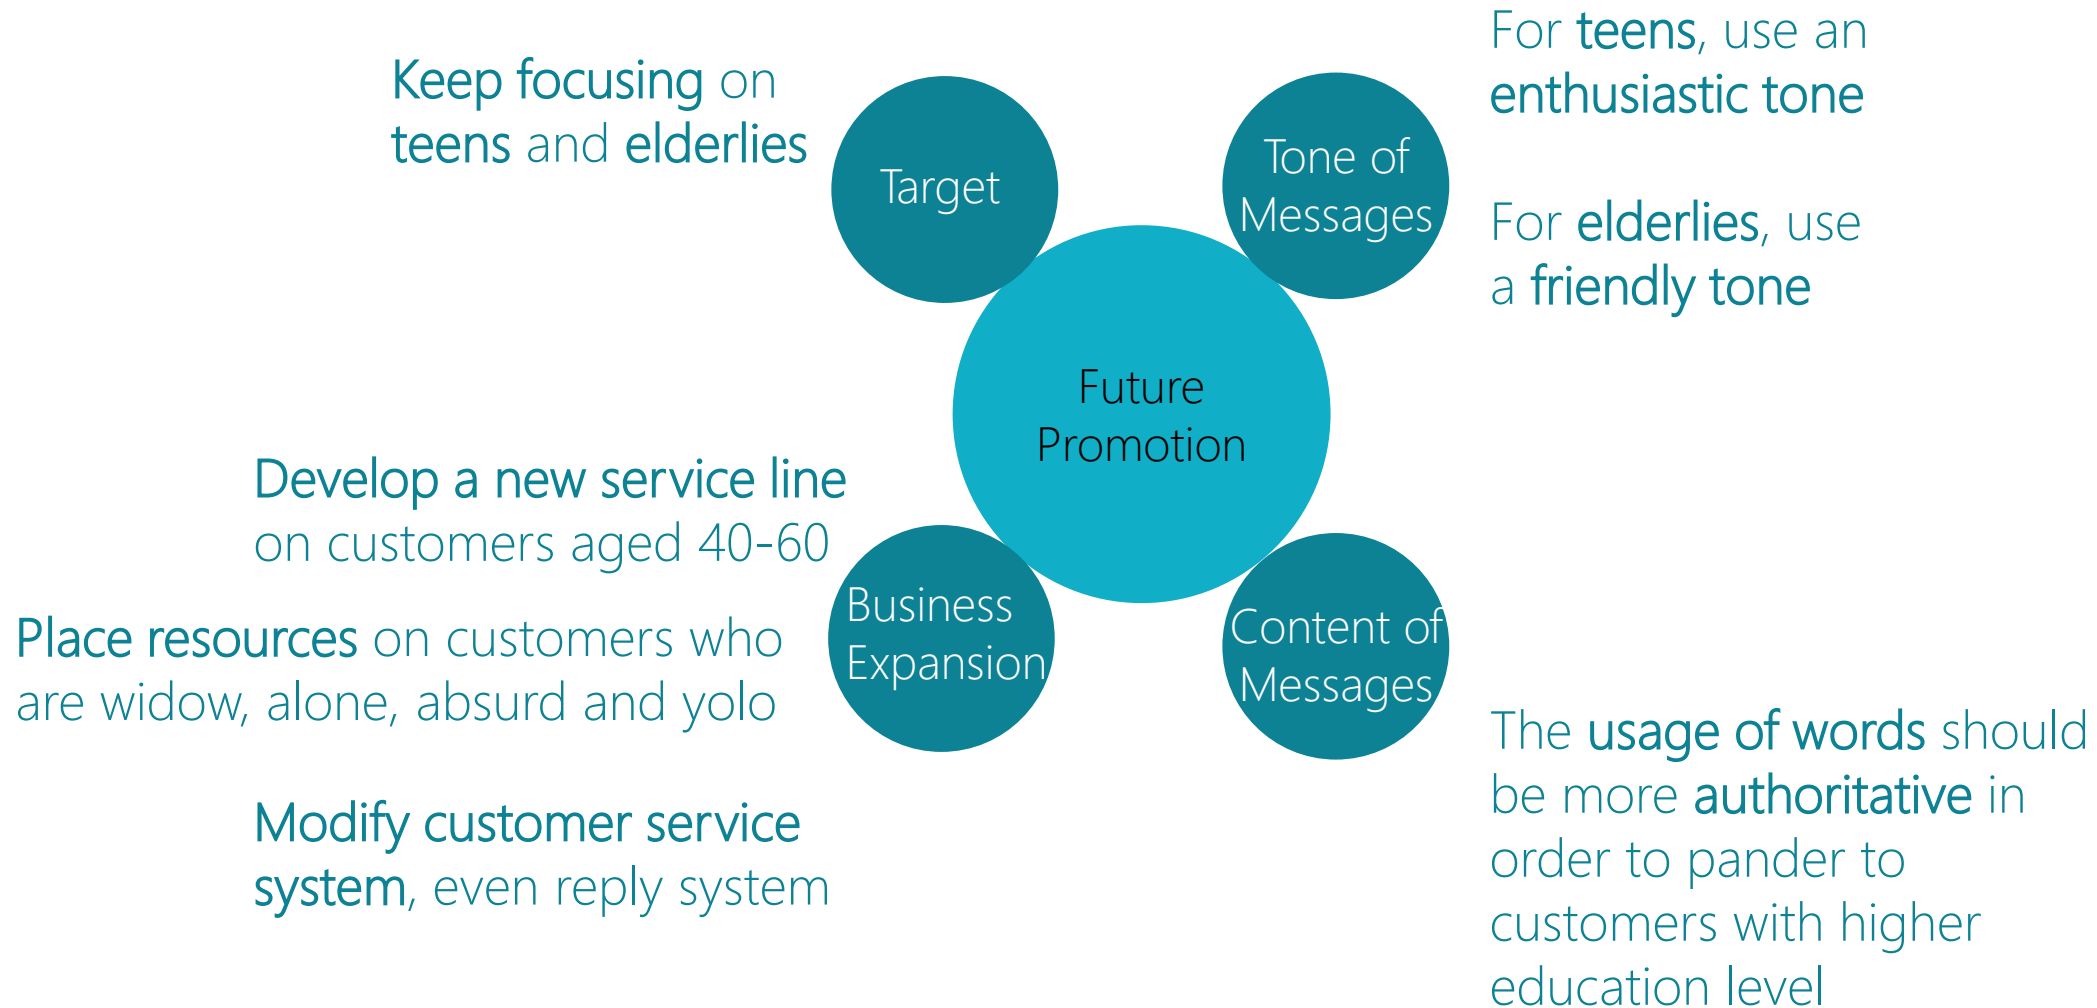 Keep focusing on
teens and elderlies
Target
Tone of
Messages
For teens, use an
enthusiastic tone
For elderlies, use
a friendly tone
Future
Promotion
Develop a new service line
on customers aged 40-60
Place resources on customers who
are widow, alone, absurd and yolo
Modify customer service
system, even reply system
Business
Expansion
Content of
Messages
The usage of words should
be more authoritative in
order to pander to
customers with higher
education level